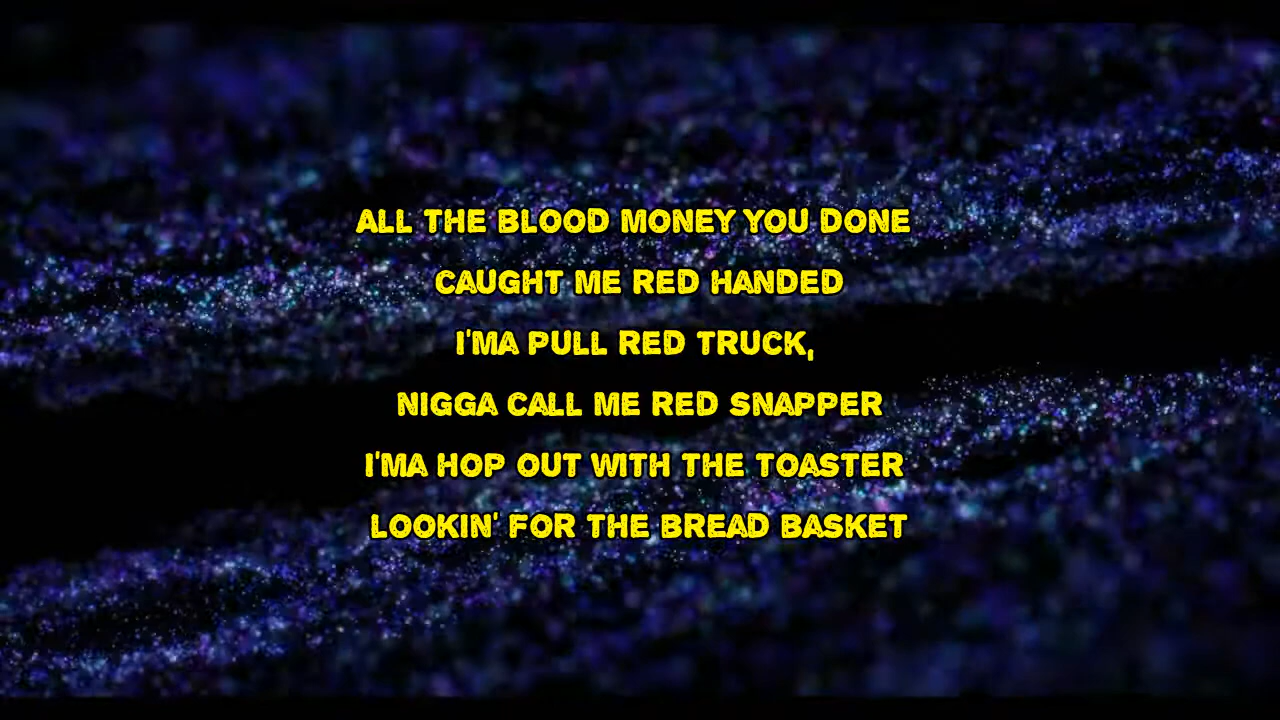 ALL THE BLOOD MONEY YOU DONE
CAUGHT ME RED HANDED
I'MA PULL RED TRUCK,
NIGGA CALL ME RED SNAPPER
I'MA HOP OUT WITH THE TOASTER
LOOKIN' FOR THE BREAD BASKET